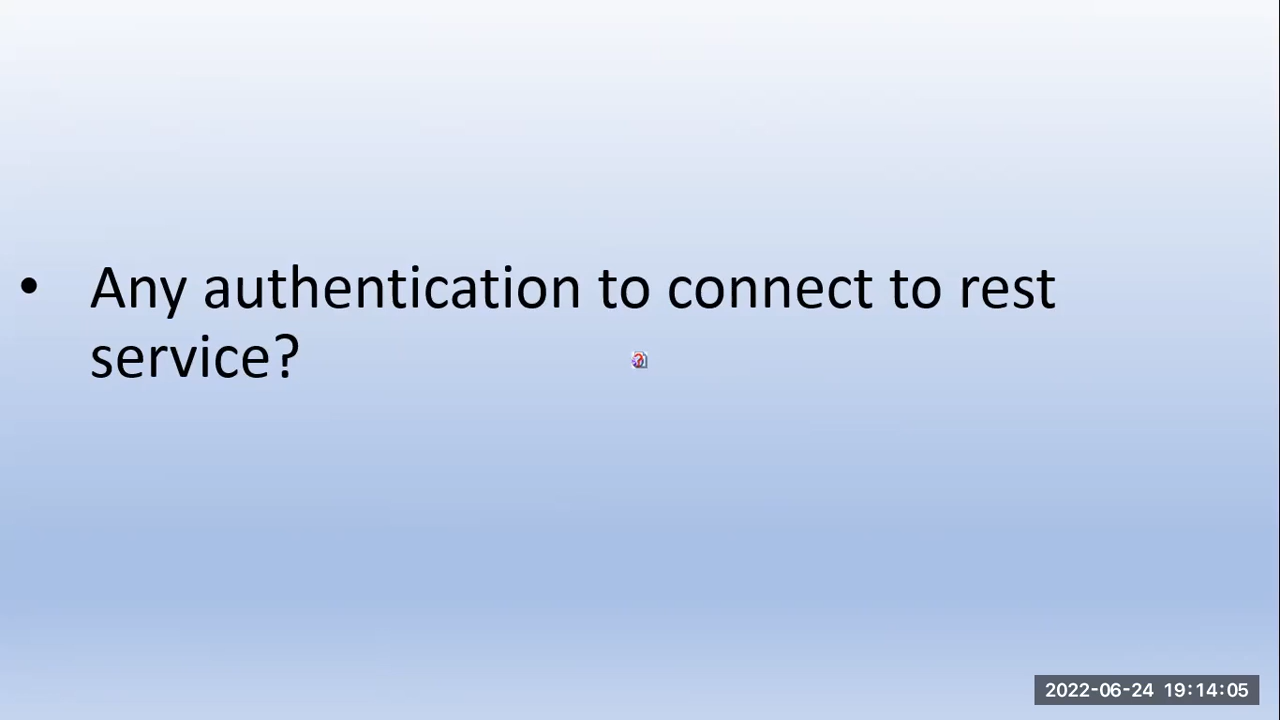 • Any authentication to connect to rest
service?
2022-06-24 19:14:05